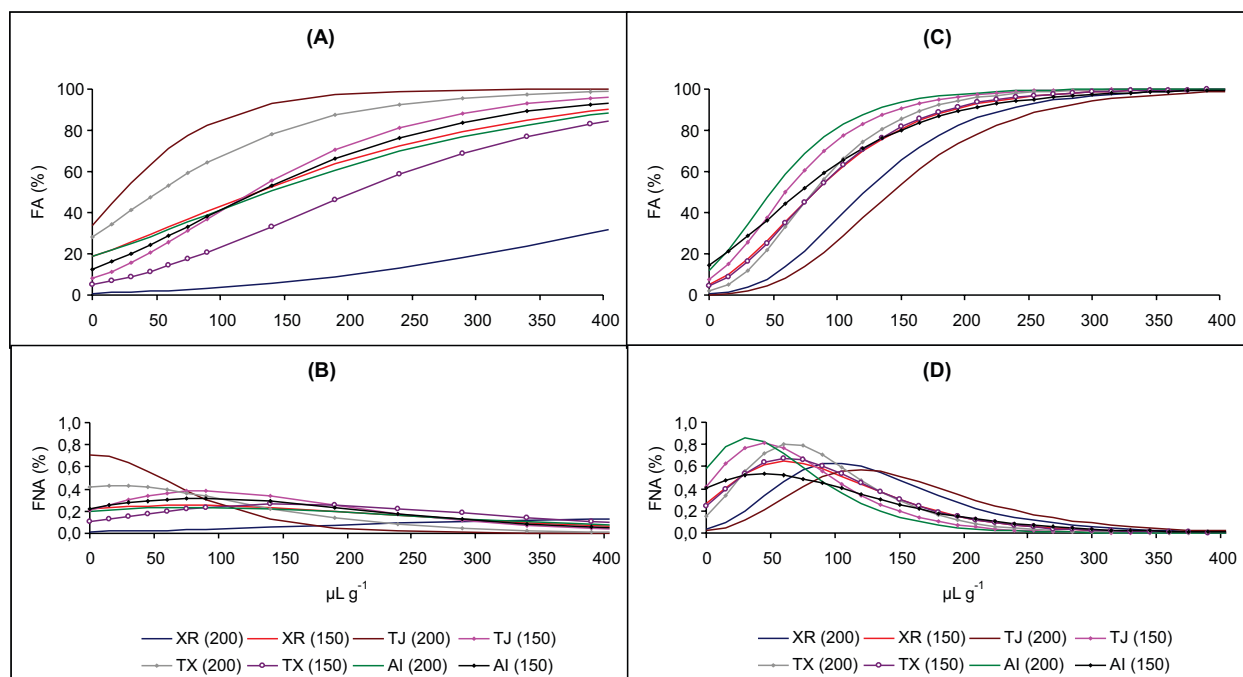 (A)
FA (%)
100
80
60
40
20
0
0 50 100 150 200 250 300 350 400
(C)
FA (%)
100
80
60
40
20
0
0 50 100 150 200 250 300 350 400
(B)
FNA (%)
1,0
0,8
0,6
0,4
0,2
0,0
0 50 100 150 200 250 300 350 400
µL g⁻¹
XR (200) XR (150) TJ (200) TJ (150)
TX (200) TX (150) AI (200) AI (150)
(D)
FNA (%)
1,0
0,8
0,6
0,4
0,2
0,0
0 50 100 150 200 250 300 350 400
µL g⁻¹
XR (200) XR (150) TJ (200) TJ (150)
TX (200) TX (150) AI (200) AI (150)